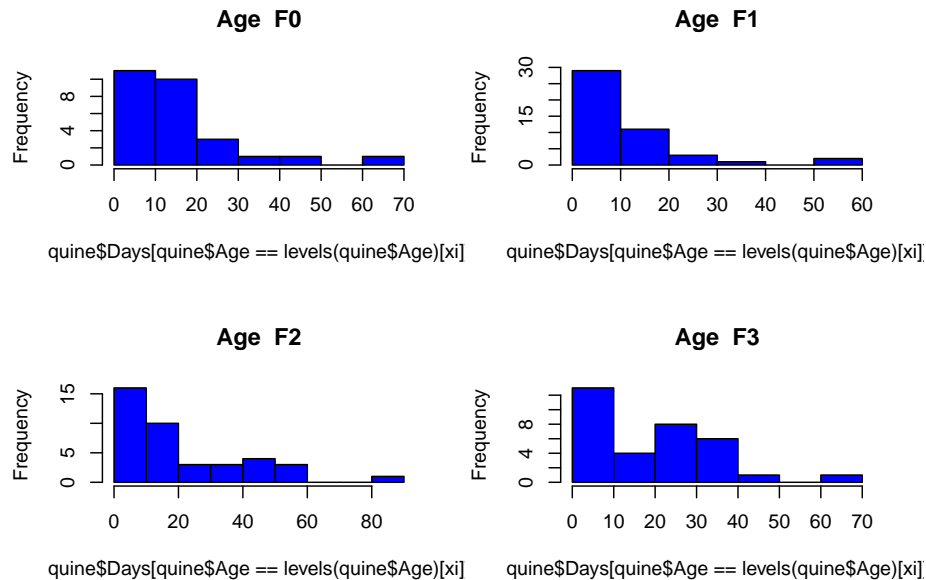 Age F0
Frequency
0 4 8
0 10 20 30 40 50 60 70
quine$Days[quine$Age == levels(quine$Age)[xi]
Age F1
Frequency
0 15 30
0 10 20 30 40 50 60
quine$Days[quine$Age == levels(quine$Age)[xi]]
Age F2
Frequency
0 5 15
0 20 40 60 80
quine$Days[quine$Age == levels(quine$Age)[xi]
Age F3
Frequency
0 4 8
0 10 20 30 40 50 60 70
quine$Days[quine$Age == levels(quine$Age)[xi]]